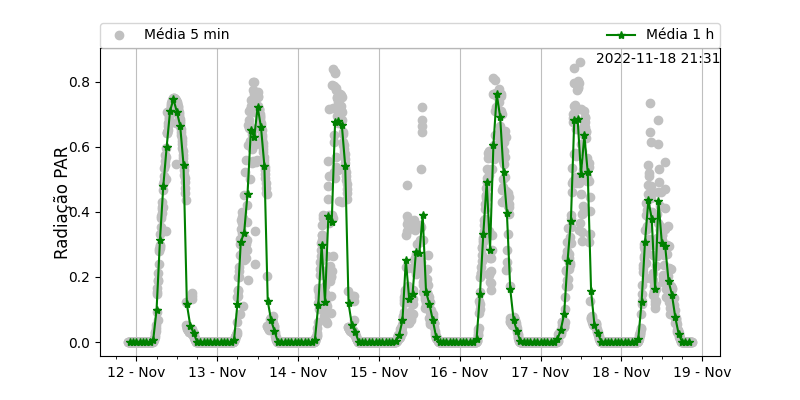 Média 5 min
Média 1 h
2022-11-18 21:31
Radiação PAR
0.8
0.6
0.4
0.2
0.0
12 - Nov
13 - Nov
14 - Nov
15 - Nov
16 - Nov
17 - Nov
18 - Nov
19 - Nov